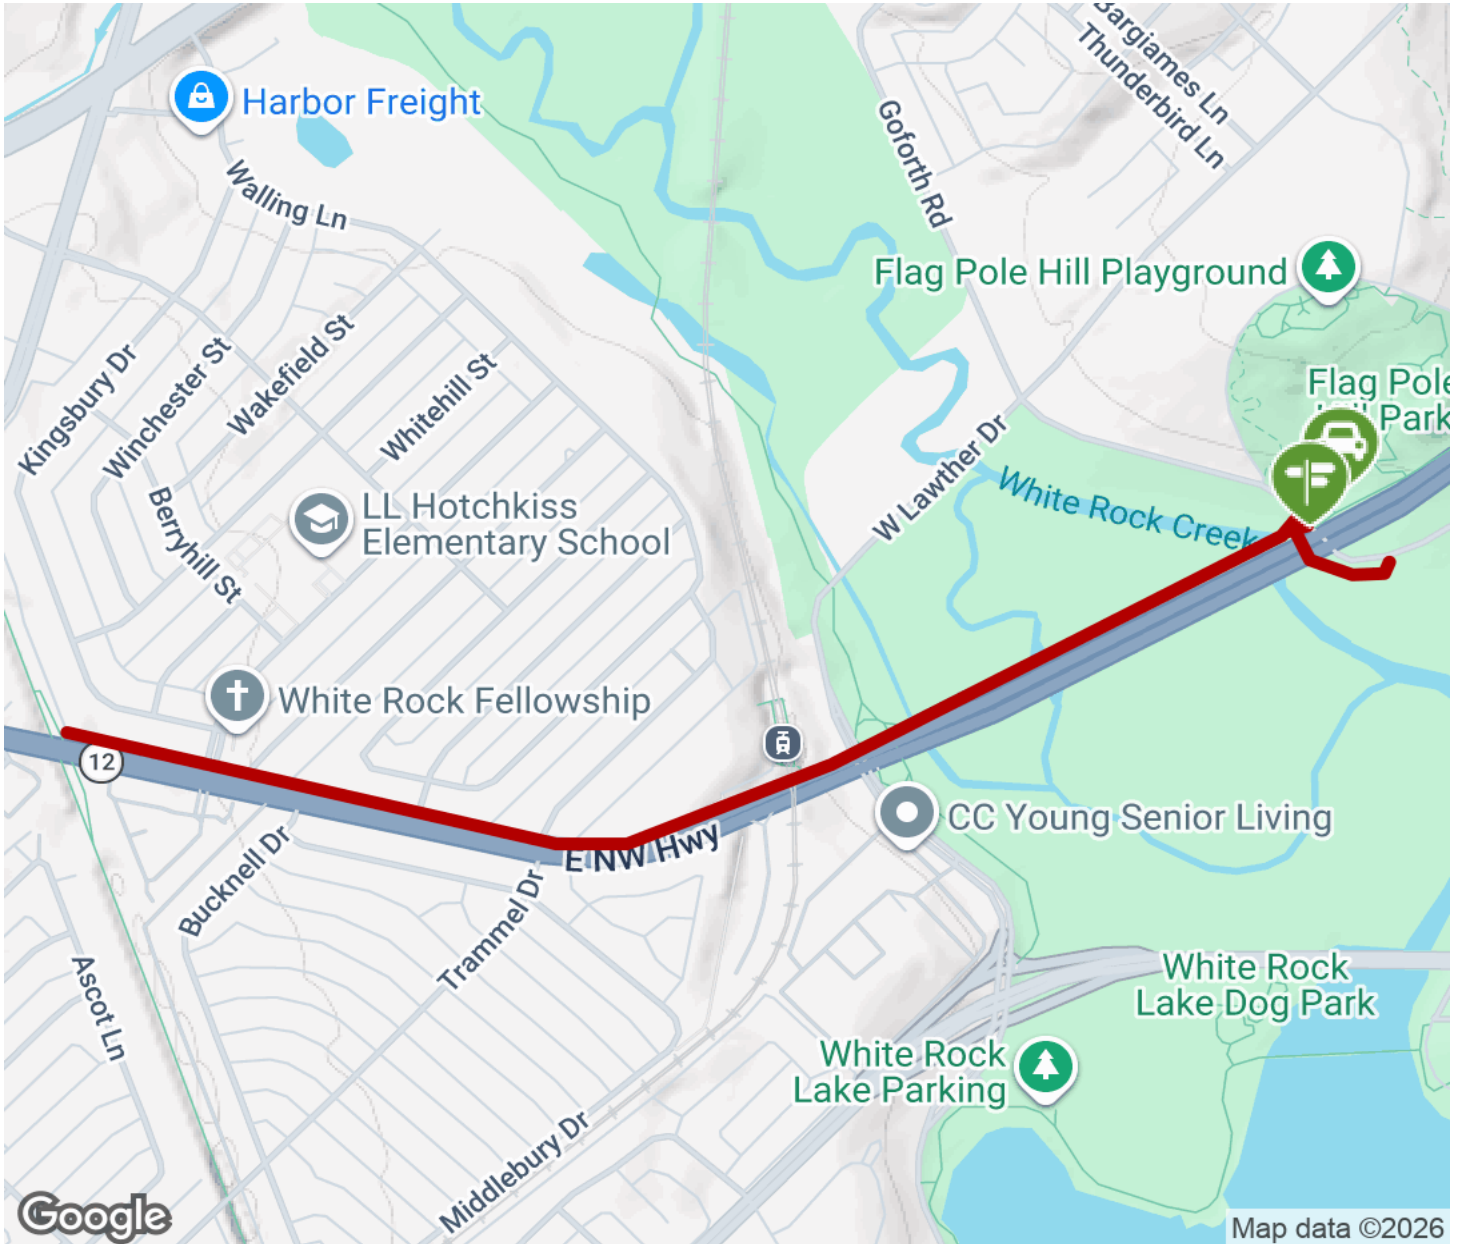 Bargiames Ln
Thunderbird Ln
Harbor Freight
Goforth Rd
Walling Ln
Flag Pole Hill Playground
Kingsbury Dr
Winchester St
Wakefield St
Whitehill St
Flag Pole
Park
W Lawther Dr
White Rock Creek
Berryhill St
LL Hotchkiss
Elementary School
White Rock Fellowship
12
CC Young Senior Living
E NW Hwy
Bucknell Dr
Trammel Dr
Ascot Ln
White Rock
Lake Dog Park
White Rock
Lake Parking
Middlebury Dr
Google
Map data ©2026